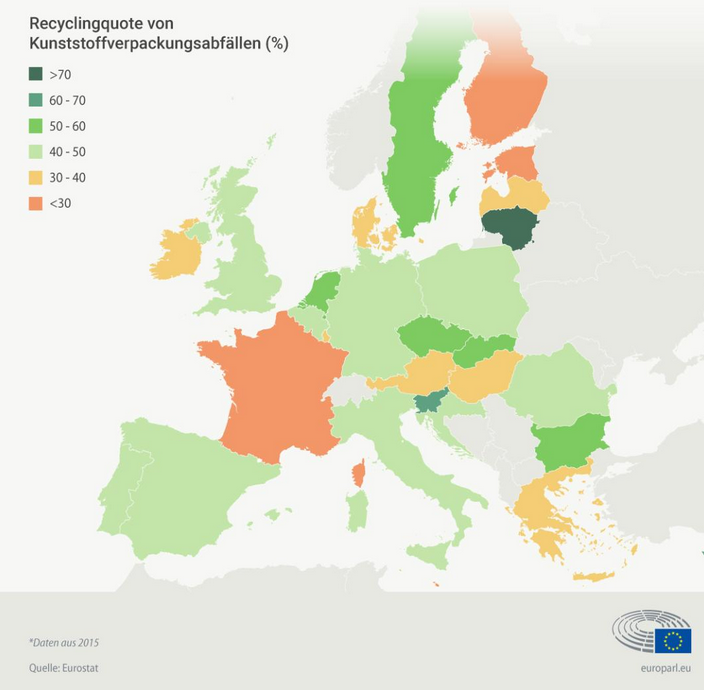 Recyclingquote von
Kunststoffverpackungsabfällen (%)
>70
60 - 70
50 - 60
40 - 50
30 - 40
<30
*Daten aus 2015
Quelle: Eurostat
europarl.eu